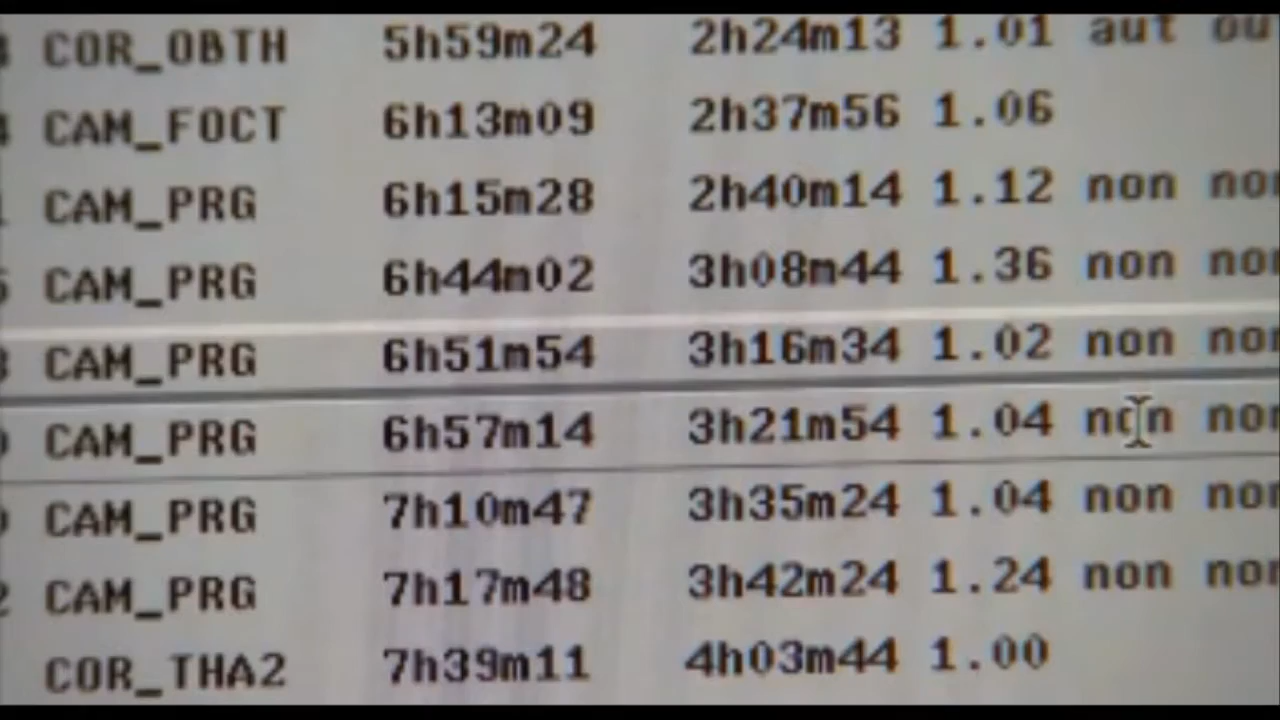 COR_OBTH 5h59m24 2h24m13 1.01 aut ou
CAM_FOCT 6h13m09 2h37m56 1.06
CAM_PRG 6h15m28 2h40m14 1.12 non
CAM_PRG 6h44m02 3h08m44 1.36 non
CAM_PRG 6h51m54 3h16m34 1.02 non
CAM_PRG 6h57m14 3h21m54 1.04 non
CAM_PRG 7h10m47 3h35m24 1.04 non
CAM_PRG 7h17m48 3h42m24 1.24 non
COR_THA2 7h39m11 4h03m44 1.00